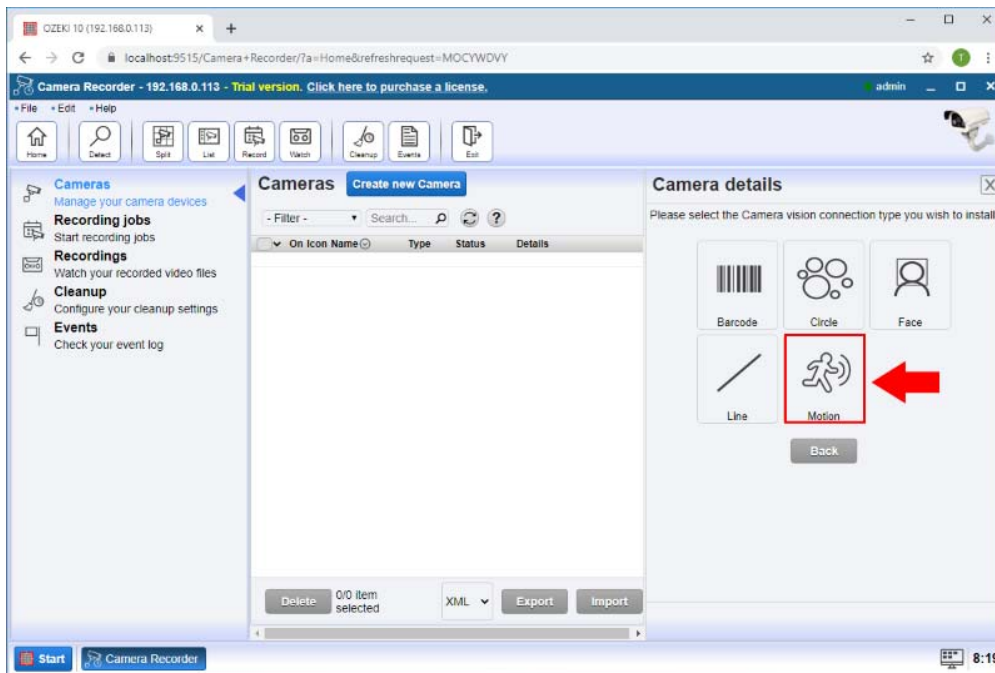 OZEKI 10 (192.168.0.113)
localhost:9515/Camera+Recorder/?a=Home&refreshrequest=MOCYWDVY
T
Camera Recorder - 192.168.0.113 - Trial version. Click here to purchase a license.
admin
File Edit Help
Home Detect Split List Record Watch Cleanup Events Exit
Cameras
Manage your camera devices
Recording jobs
Start recording jobs
Recordings
Watch your recorded video files
Cleanup
Configure your cleanup settings
Events
Check your event log
Cameras Create new Camera
- Filter - Search... ?
On Icon Name Type Status Details
Delete 0/0 item selected XML Export Import
Camera details
Please select the Camera vision connection type you wish to install
Barcode Circle Face
Line Motion
Back
Start Camera Recorder 8:19